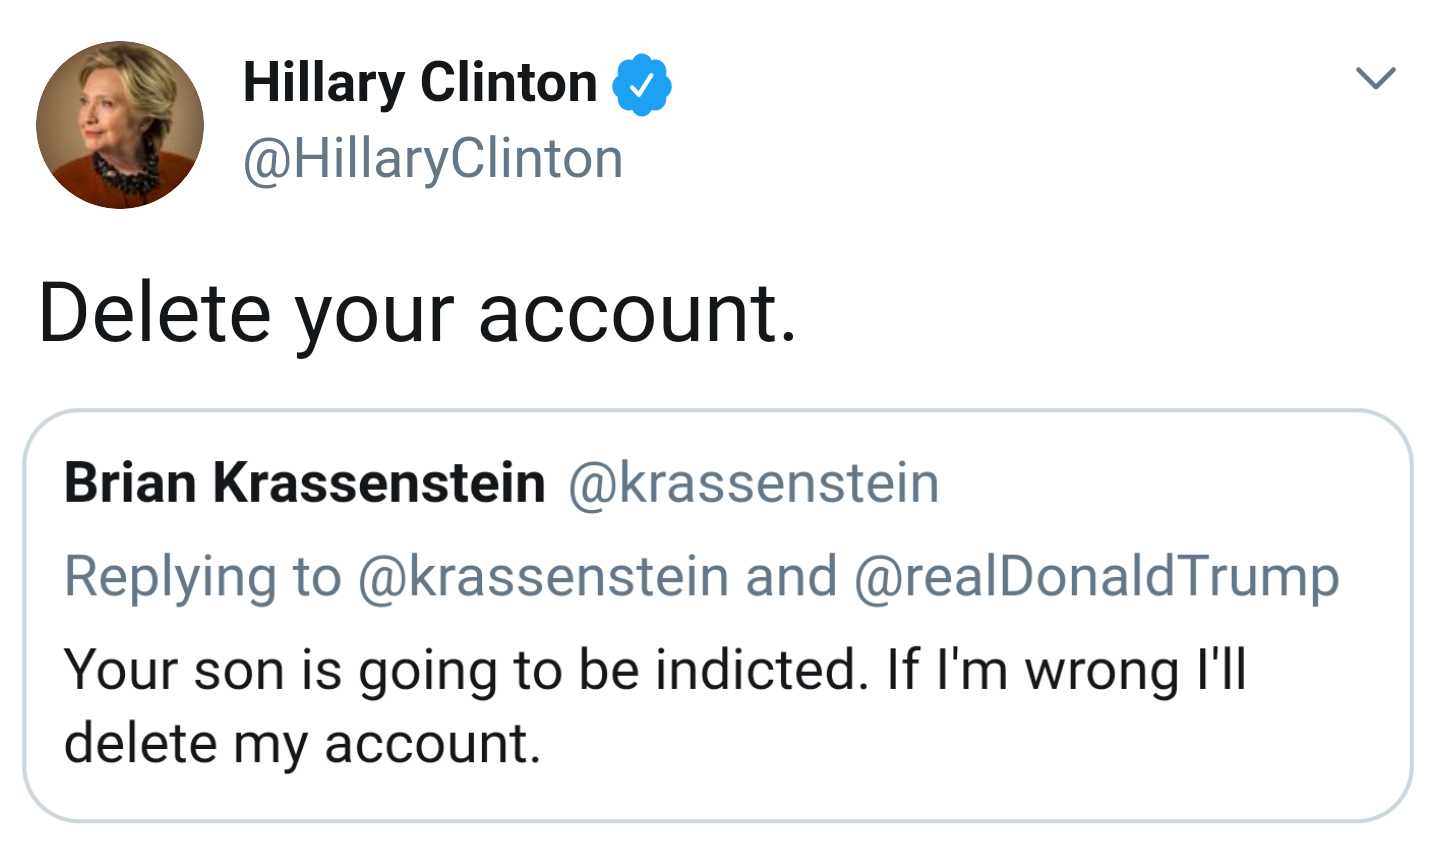 Hillary Clinton
@HillaryClinton
Delete your account.
Brian Krassenstein @krassenstein
Replying to @krassenstein and @realDonaldTrump
Your son is going to be indicted. If I'm wrong I'll
delete my account.